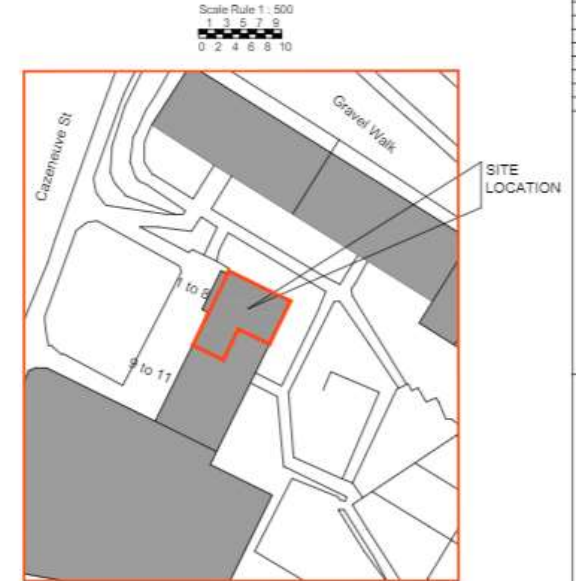 Scale Rule 1 : 500
1 3 5 7 9
0 2 4 6 8 10
Gravel Walk
Cazeneuve St
SITE
LOCATION
1 to 8
9 to 11